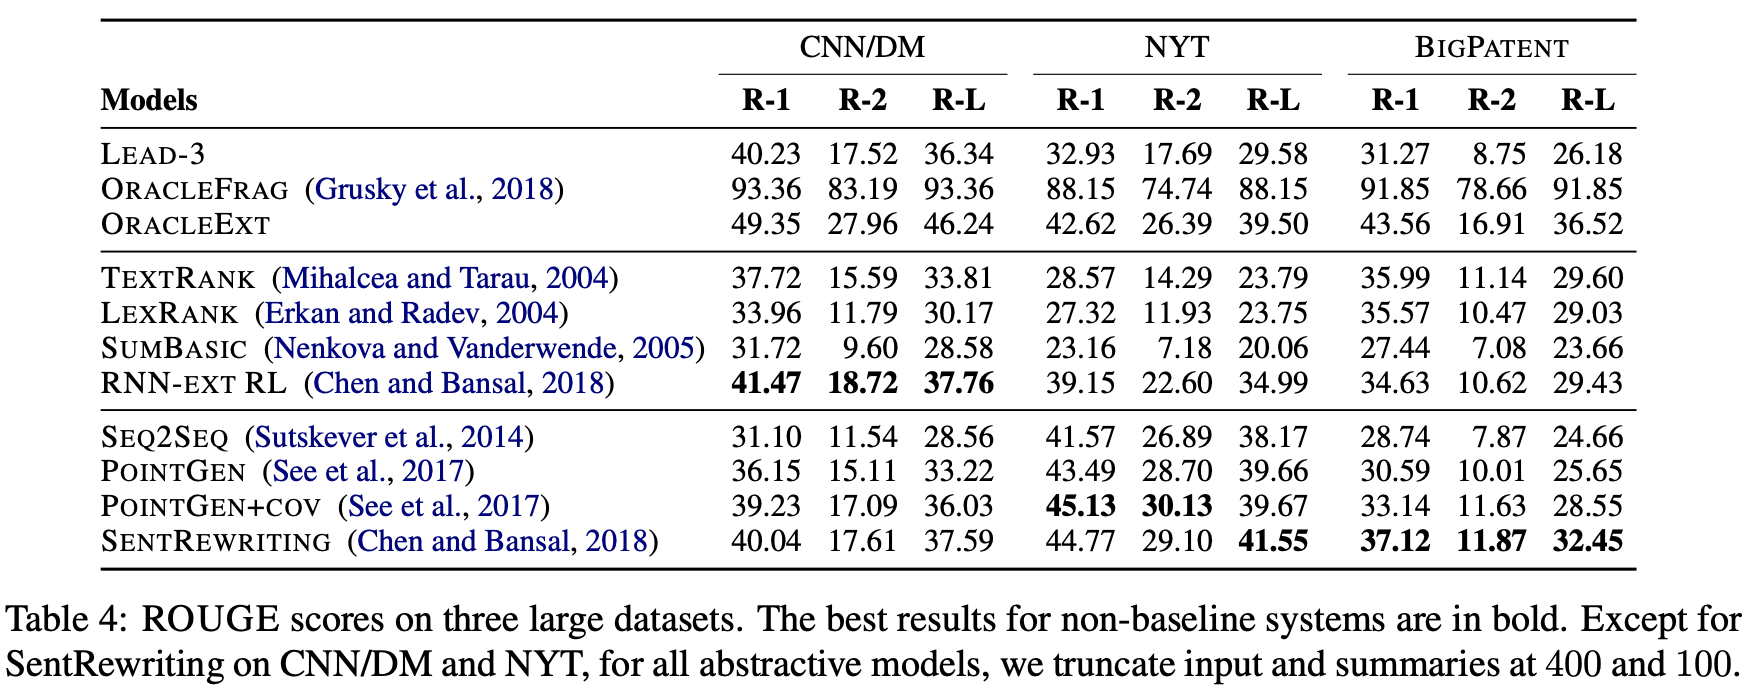 CNN/DM NYT BIGPATENT
Models R-1 R-2 R-L R-1 R-2 R-L R-1 R-2 R-L
LEAD-3 40.23 17.52 36.34 32.93 17.69 29.58 31.27 8.75 26.18
ORACLEFRAG (Grusky et al., 2018) 93.36 83.19 93.36 88.15 74.74 88.15 91.85 78.66 91.85
ORACLEEXT 49.35 27.96 46.24 42.62 26.39 39.50 43.56 16.91 36.52
TEXTRANK (Mihalcea and Tarau, 2004) 37.72 15.59 33.81 28.57 14.29 23.79 35.99 11.14 29.60
LEXRANK (Erkan and Radev, 2004) 33.96 11.79 30.17 27.32 11.93 23.75 35.57 10.47 29.03
SUMBASIC (Nenkova and Vanderwende, 2005) 31.72 9.60 28.58 23.16 7.18 20.06 27.44 7.08 23.66
RNN-EXT RL (Chen and Bansal, 2018) 41.47 18.72 37.76 39.15 22.60 34.99 34.63 10.62 29.43
SEQ2SEQ (Sutskever et al., 2014) 31.10 11.54 28.56 41.57 26.89 38.17 28.74 7.87 24.66
POINTGEN (See et al., 2017) 36.15 15.11 33.22 43.49 28.70 39.66 30.59 10.01 25.65
POINTGEN+COV (See et al., 2017) 39.23 17.09 36.03 45.13 30.13 39.67 33.14 11.63 28.55
SENTREWRITING (Chen and Bansal, 2018) 40.04 17.61 37.59 44.77 29.10 41.55 37.12 11.87 32.45
Table 4: ROUGE scores on three large datasets. The best results for non-baseline systems are in bold. Except for
SentRewriting on CNN/DM and NYT, for all abstractive models, we truncate input and summaries at 400 and 100.